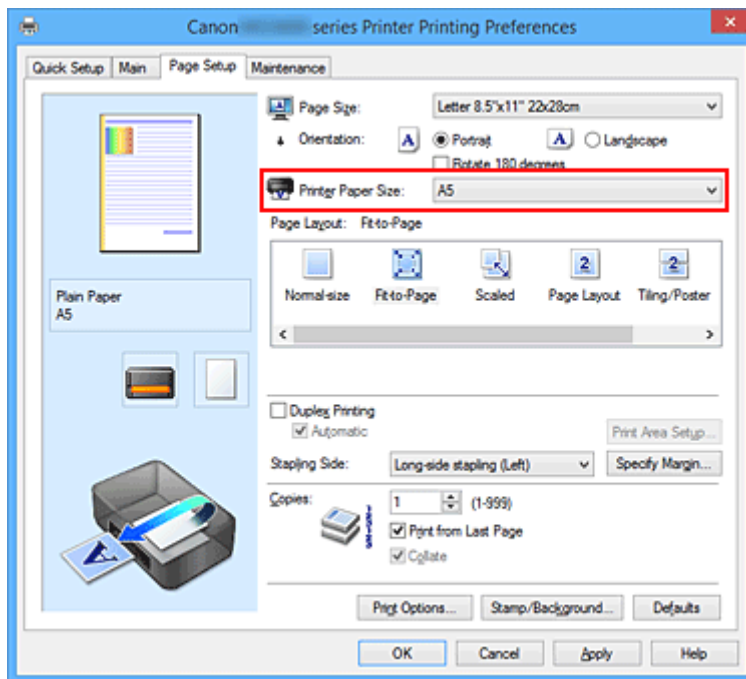 Canon series Printer Printing Preferences
Quick Setup Main Page Setup Maintenance
Page Size: Letter 8.5"x11" 22x28cm
Orientation: A Portrait A Landscape
Rotate 180 degrees
Printer Paper Size: A5
Page Layout: Fit-to-Page
2 2
Normal-size Fit-to-Page Scaled Page Layout Tiling/Poster
Plain Paper
A5
Duplex Printing
Automatic
Print Area Setup...
Stapling Side: Long-side stapling (Left) Specify Margin...
Copies: 1 (1-999)
Print from Last Page
Collate
A
Print Options... Stamp/Background... Defaults
OK Cancel Apply Help